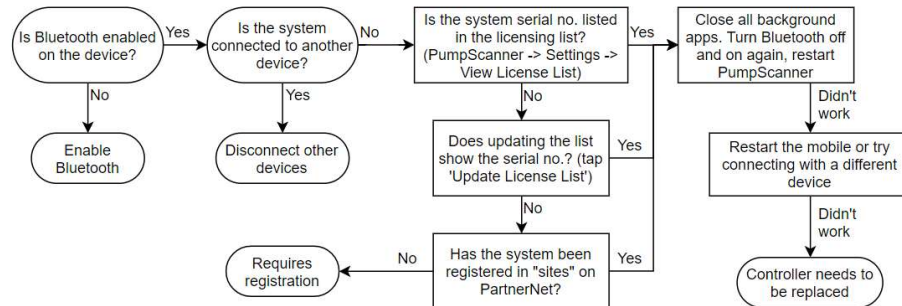 Is Bluetooth enabled
on the device?
Yes
No
Enable
Bluetooth
Is the system
connected to another
device?
No
Yes
Disconnect other
devices
Is the system serial no. listed
in the licensing list?
(PumpScanner -> Settings ->
View License List)
Yes
No
Does updating the list
show the serial no.? (tap
'Update License List')
Yes
No
Has the system been
registered in "sites" on
PartnerNet?
Yes
No
Requires
registration
Close all background
apps. Turn Bluetooth off
and on again, restart
PumpScanner
Didn't
work
Restart the mobile or try
connecting with a different
device
Didn't
work
Controller needs to
be replaced